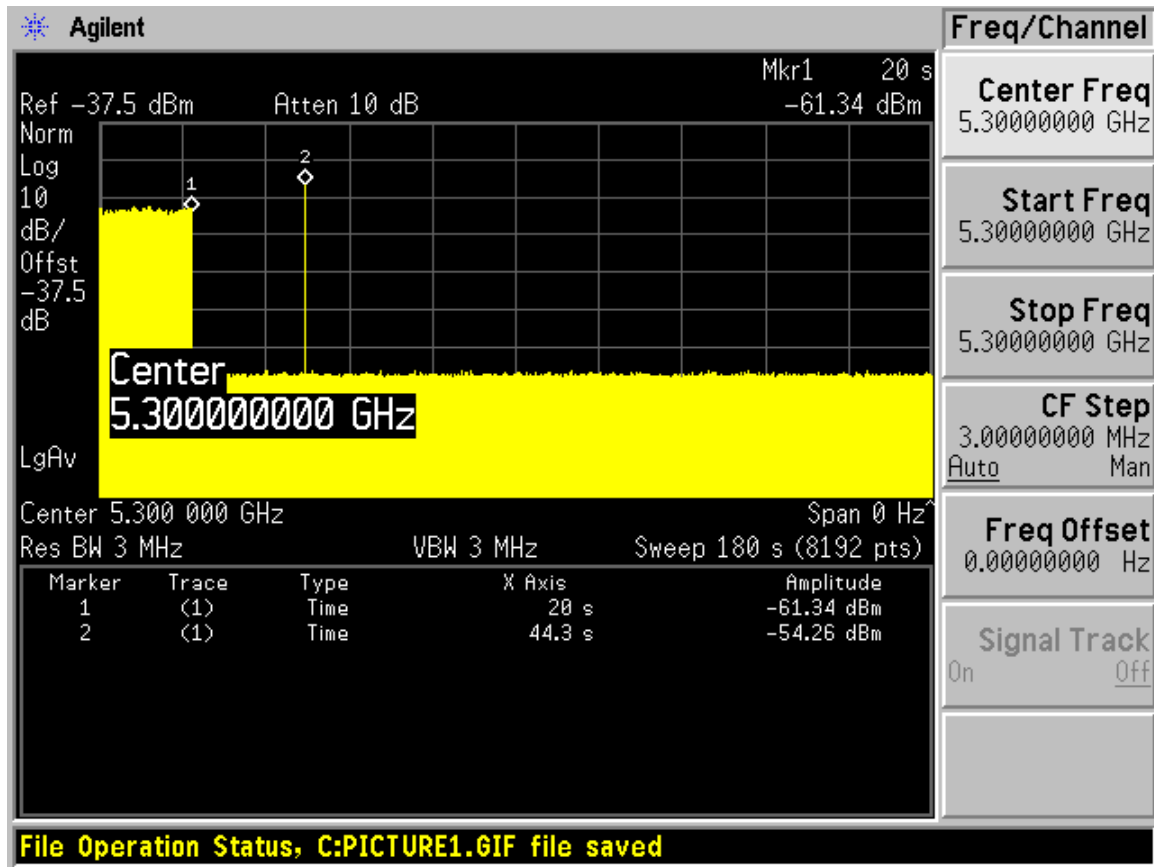 Agilent
Freq/Channel
Mkr1 20 s
Ref -37.5 dBm Atten 10 dB -61.34 dBm
Norm
Log
10
dB/
Offst
-37.5
dB
LgAv
1
2
Center
5.300000000 GHz
Center 5.300 000 GHz Span 0 Hz^
Res BW 3 MHz VBW 3 MHz Sweep 180 s (8192 pts)
Marker Trace Type X Axis Amplitude
1 (1) Time 20 s -61.34 dBm
2 (1) Time 44.3 s -54.26 dBm
Center Freq
5.30000000 GHz
Start Freq
5.30000000 GHz
Stop Freq
5.30000000 GHz
CF Step
3.00000000 MHz
Auto Man
Freq Offset
0.00000000 Hz
Signal Track
On Off
File Operation Status, C:PICTURE1.GIF file saved